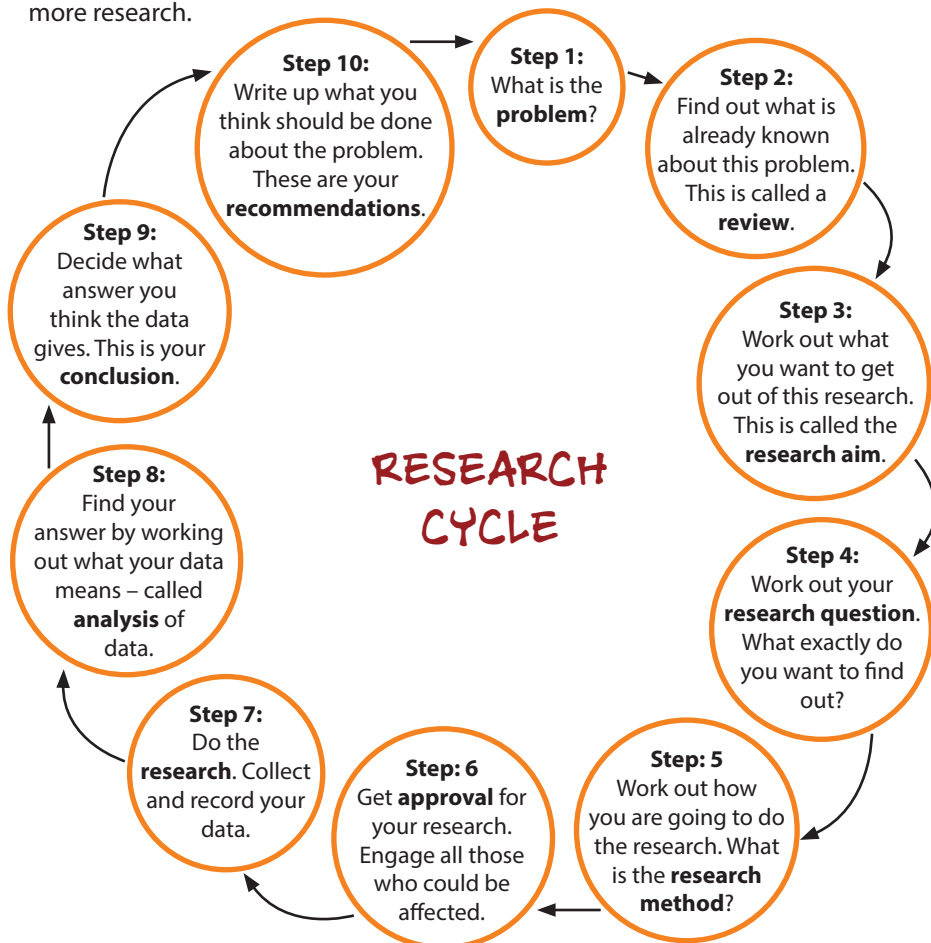 more research.
Step 1:
What is the
problem?
Step 2:
Find out what is
already known
about this problem.
This is called a
review.
Step 3:
Work out what
you want to get
out of this research.
This is called the
research aim.
Step 4:
Work out your
research question.
What exactly do
you want to find
out?
Step: 5
Work out how
you are going to do
the research. What
is the research
method?
Step: 6
Get approval for
your research.
Engage all those
who could be
affected.
Step 7:
Do the
research. Collect
and record your
data.
Step 8:
Find your
answer by working
out what your data
means – called
analysis of
data.
Step 9:
Decide what
answer you
think the data
gives. This is your
conclusion.
Step 10:
Write up what you
think should be done
about the problem.
These are your
recommendations.
RESEARCH
CYCLE